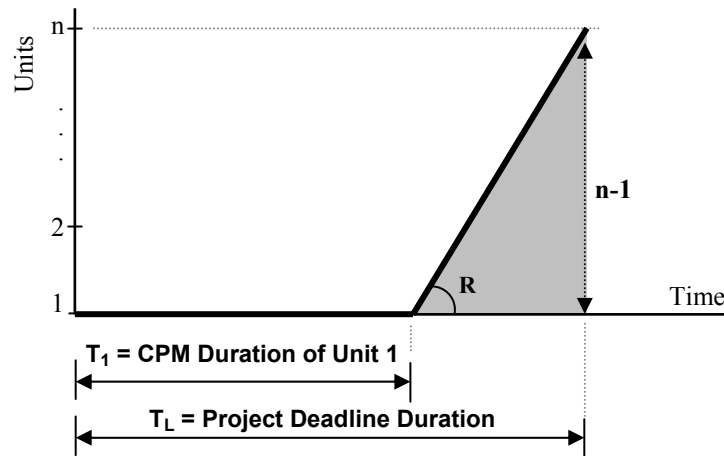 n
Units
.
.
.
2
n-1
R
1
Time
T₁ = CPM Duration of Unit 1
T_L = Project Deadline Duration